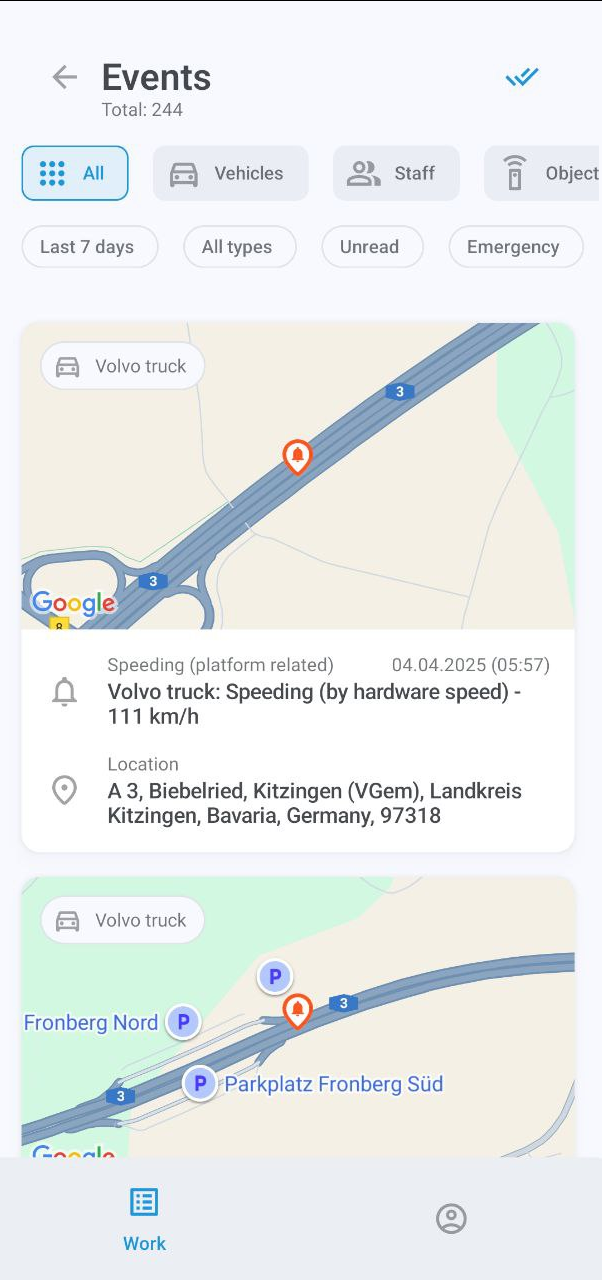 Events
Total: 244
All
Vehicles
Staff
Object
Last 7 days
All types
Unread
Emergency
Volvo truck
3
3
Google
8
Speeding (platform related)
04.04.2025 (05:57)
Volvo truck: Speeding (by hardware speed) -
111 km/h
Location
A 3, Biebelried, Kitzingen (VGem), Landkreis
Kitzingen, Bavaria, Germany, 97318
Volvo truck
P
3
Fronberg Nord P
P Parkplatz Fronberg Süd
3
Google
Work